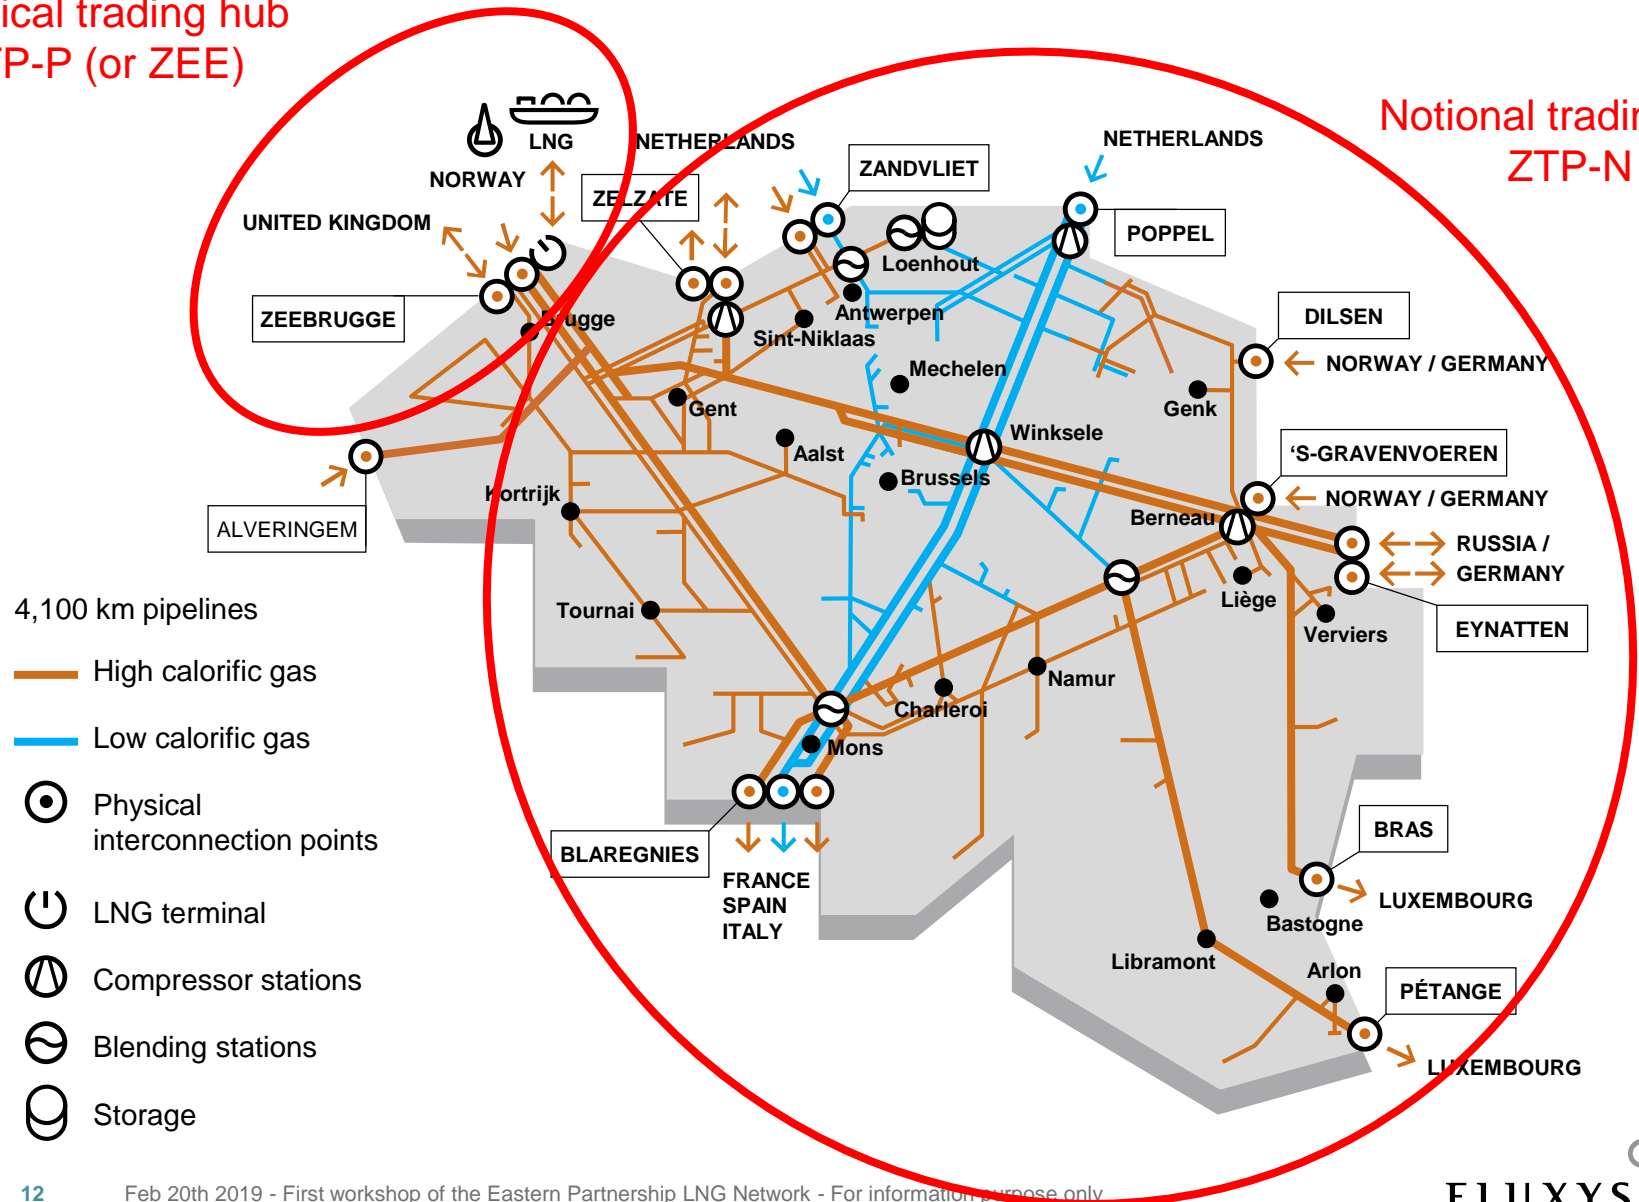 ical trading hub
TP-P (or ZEE)
Notional tradin
ZTP-N
LNG
NORWAY
UNITED KINGDOM
NETHERLANDS
NETHERLANDS
ZELZATE
ZANDVLIET
POPPEL
Loenhout
ZEEBRUGGE
Brugge
Antwerpen
Sint-Niklaas
DILSEN
NORWAY / GERMANY
Mechelen
Genk
Gent
Winksele
Aalst
'S-GRAVENVOEREN
Brussels
Kortrijk
NORWAY / GERMANY
Berneau
ALVERINGEM
RUSSIA /
GERMANY
Liège
Verviers
EYNATTEN
Tournai
Namur
Charleroi
Mons
BLAREGNIES
FRANCE
SPAIN
ITALY
BRAS
LUXEMBOURG
Bastogne
Libramont
Arlon
PÉTANGE
LUXEMBOURG
4,100 km pipelines
High calorific gas
Low calorific gas
Physical
interconnection points
LNG terminal
Compressor stations
Blending stations
Storage
12
Feb 20th 2019 - First workshop of the Eastern Partnership LNG Network - For information purpose only
FLUXYS